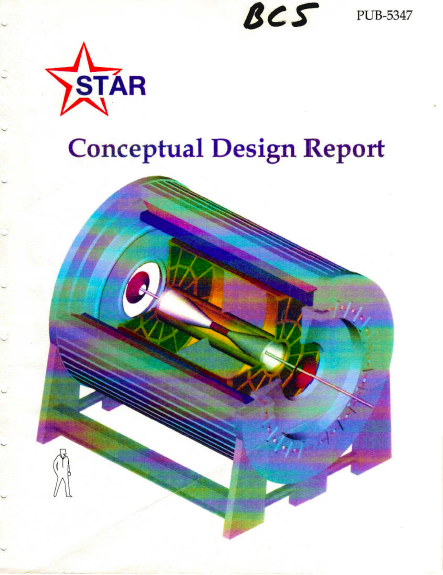 BCS
PUB-5347
STAR
Conceptual Design Report